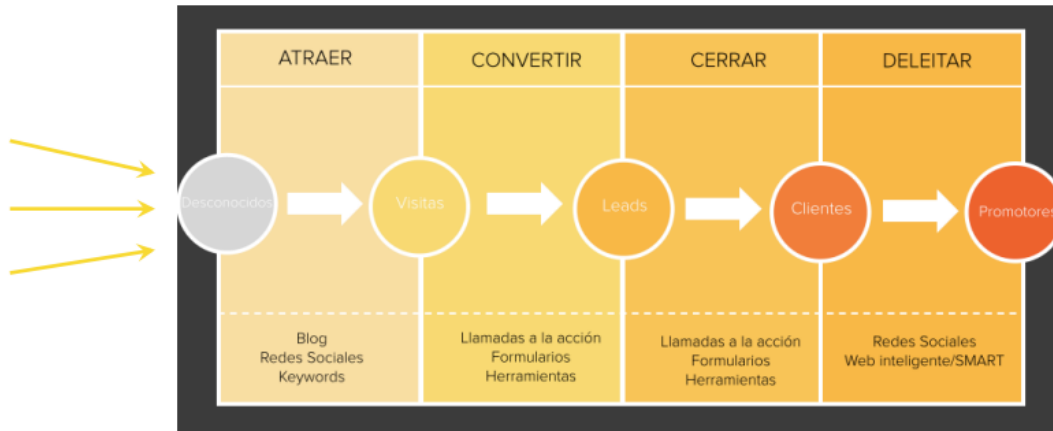 ATRAER
CONVERTIR
CERRAR
DELEITAR
Desconocidos
Visitas
Leads
Clientes
Promotores
Blog
Redes Sociales
Keywords
Llamadas a la acción
Formularios
Herramientas
Llamadas a la acción
Formularios
Herramientas
Redes Sociales
Web inteligente/SMART